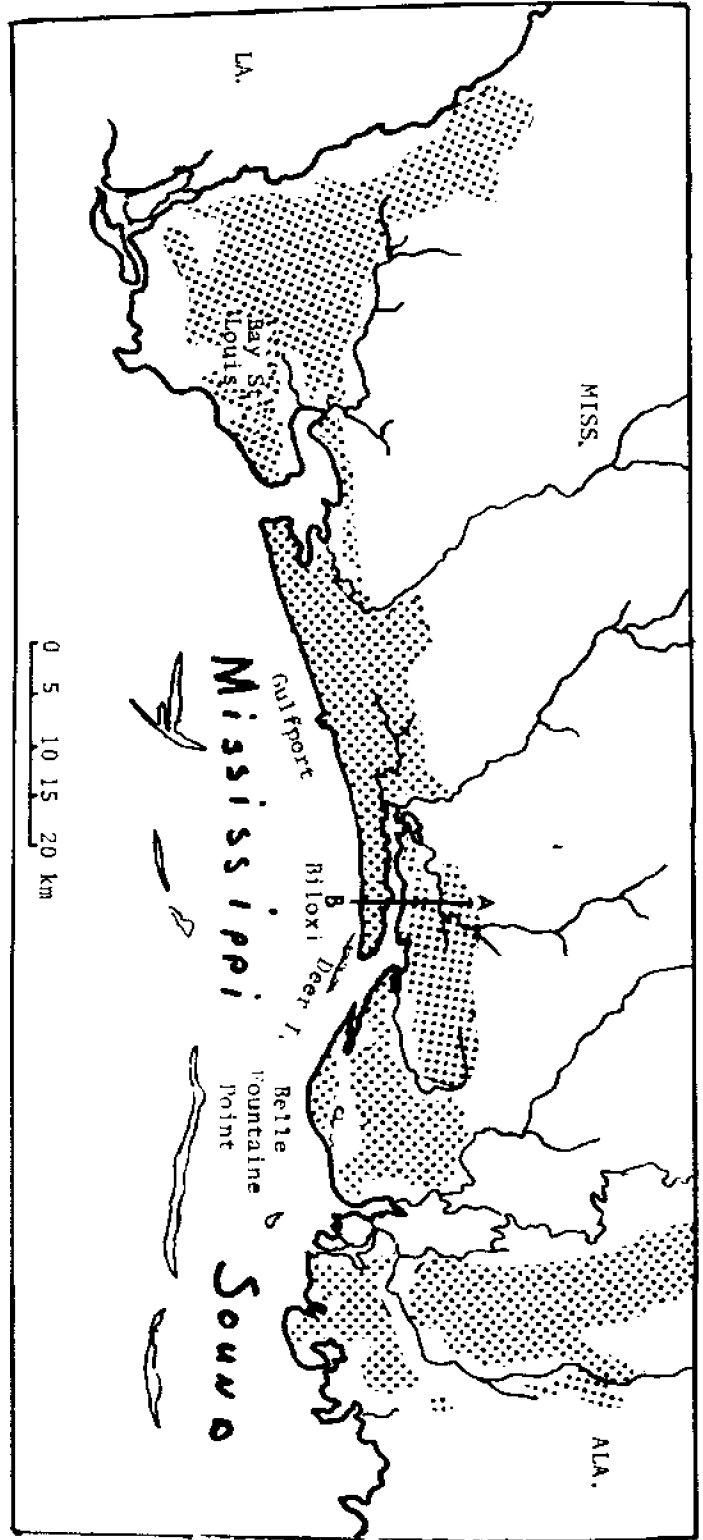 LA.
MISS.
ALA.
Bay St.
Louis
Gulfport
Biloxi
Deer I.
Belle
Fountaine
Point
A
B
Mississippi Sound
0 5 10 15 20 km